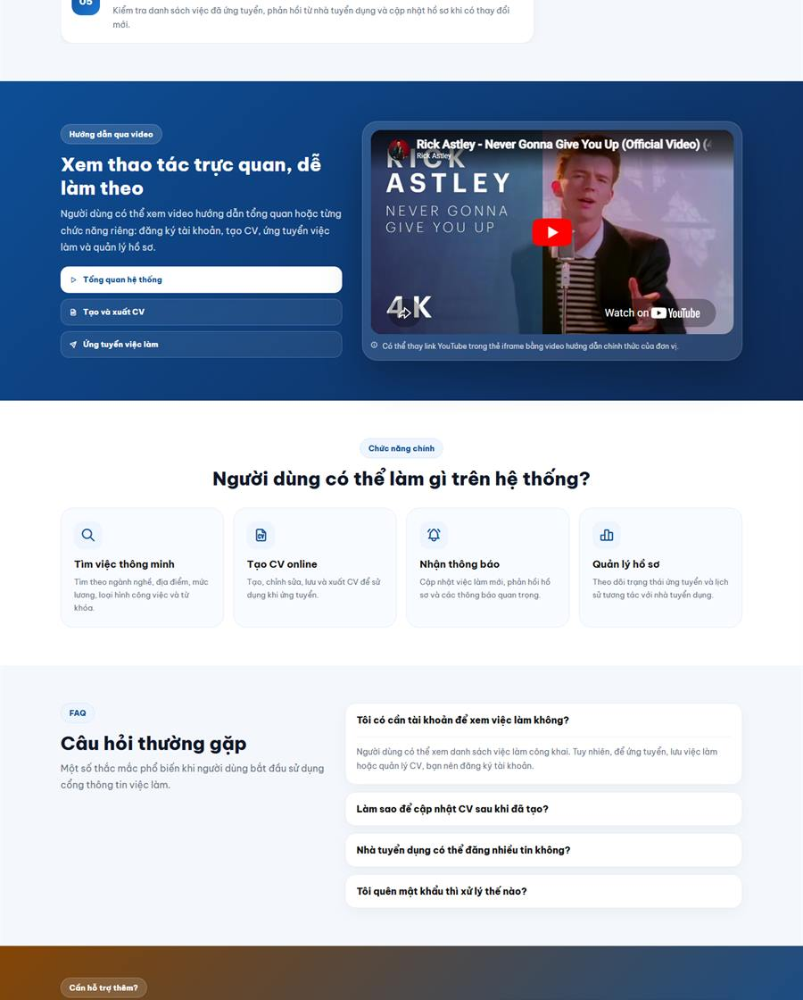 05
Kiểm tra danh sách việc đã ứng tuyển, phản hồi từ nhà tuyển dụng và cập nhật hồ sơ khi có thay đổi
mới.
Hướng dẫn qua video
Xem thao tác trực quan, dễ
làm theo
Người dùng có thể xem video hướng dẫn tổng quan hoặc từng
chức năng riêng: đăng ký tài khoản, tạo CV, ứng tuyển việc
làm và quản lý hồ sơ.
Tổng quan hệ thống
Tạo và xuất CV
Ứng tuyển việc làm
Rick Astley - Never Gonna Give You Up (Official Video) (4
Rick Astley
RICK
ASTLEY
NEVER GONNA
GIVE YOU UP
4K
Watch on YouTube
Có thể thay link YouTube trong thẻ iframe bằng video hướng dẫn chính thức của đơn vị.
Chức năng chính
Người dùng có thể làm gì trên hệ thống?
Tìm việc thông minh
Tìm theo ngành nghề, địa điểm, mức
lương, loại hình công việc và từ
khóa.
CV
Tạo CV online
Tạo, chỉnh sửa, lưu và xuất CV để sử
dụng khi ứng tuyển.
Nhận thông báo
Cập nhật việc làm mới, phản hồi hồ
sơ và các thông báo quan trọng.
Quản lý hồ sơ
Theo dõi trạng thái ứng tuyển và lịch
sử tương tác với nhà tuyển dụng.
FAQ
Câu hỏi thường gặp
Một số thắc mắc phổ biến khi người dùng bắt đầu sử dụng
cổng thông tin việc làm.
Tôi có cần tài khoản để xem việc làm không?
Người dùng có thể xem danh sách việc làm công khai. Tuy nhiên, để ứng tuyển, lưu việc làm
hoặc quản lý CV, bạn nên đăng ký tài khoản.
Làm sao để cập nhật CV sau khi đã tạo?
Nhà tuyển dụng có thể đăng nhiều tin không?
Tôi quên mật khẩu thì xử lý thế nào?
Cần hỗ trợ thêm?